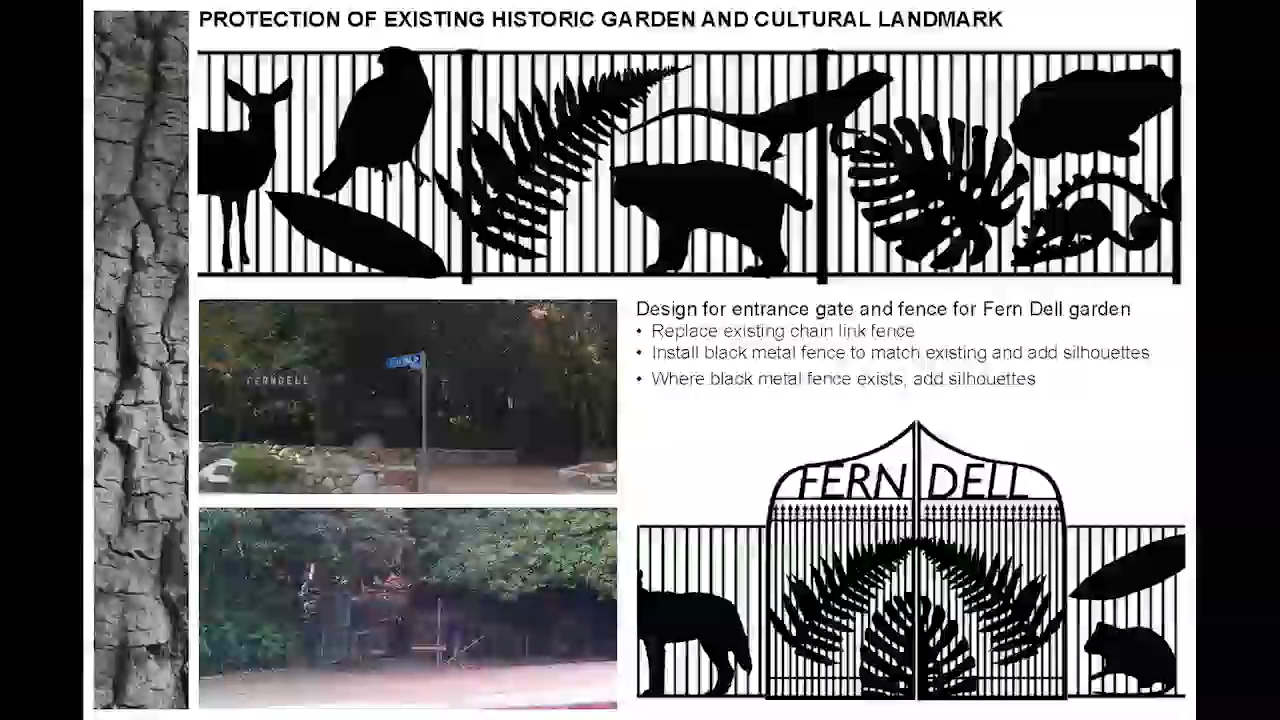 PROTECTION OF EXISTING HISTORIC GARDEN AND CULTURAL LANDMARK
FERNDELL
Design for entrance gate and fence for Fern Dell garden
• Replace existing chain link fence
• Install black metal fence to match existing and add silhouettes
• Where black metal fence exists, add silhouettes
FERN DELL